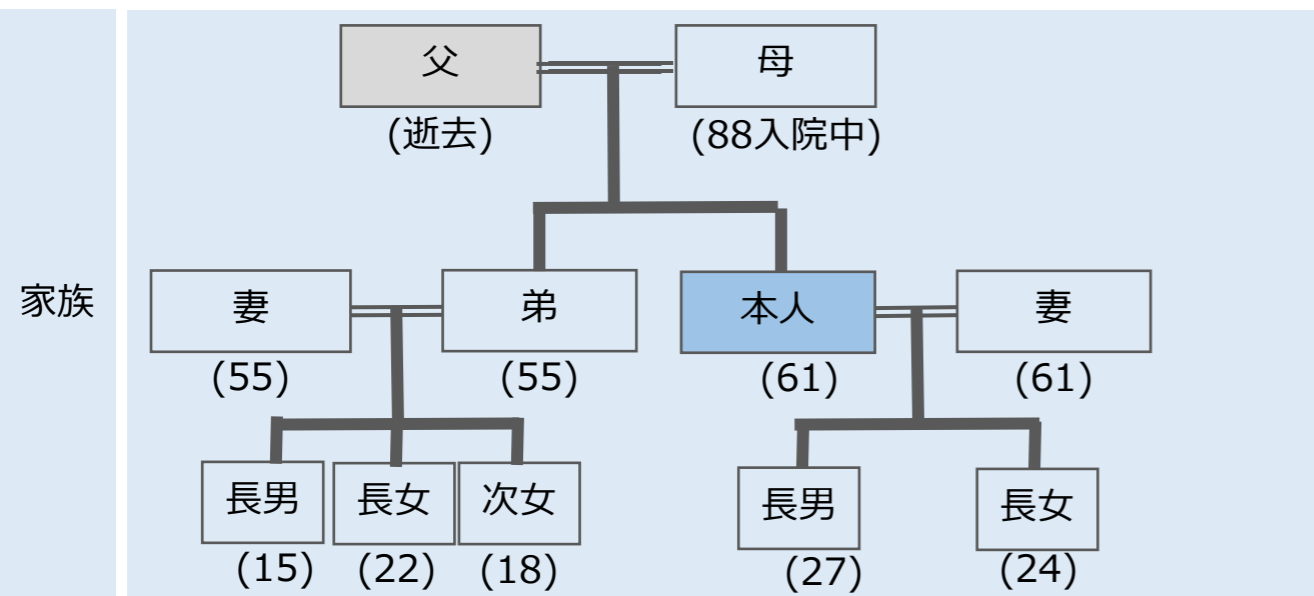 家族
父 母
(逝去) (88入院中)
妻 弟 本人 妻
(55) (55) (61) (61)
長男 長女 次女 長男 長女
(15) (22) (18) (27) (24)